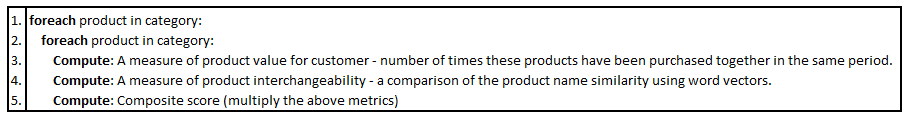 1. foreach product in category:
2. foreach product in category:
3. Compute: A measure of product value for customer - number of times these products have been purchased together in the same period.
4. Compute: A measure of product interchangeability - a comparison of the product name similarity using word vectors.
5. Compute: Composite score (multiply the above metrics)